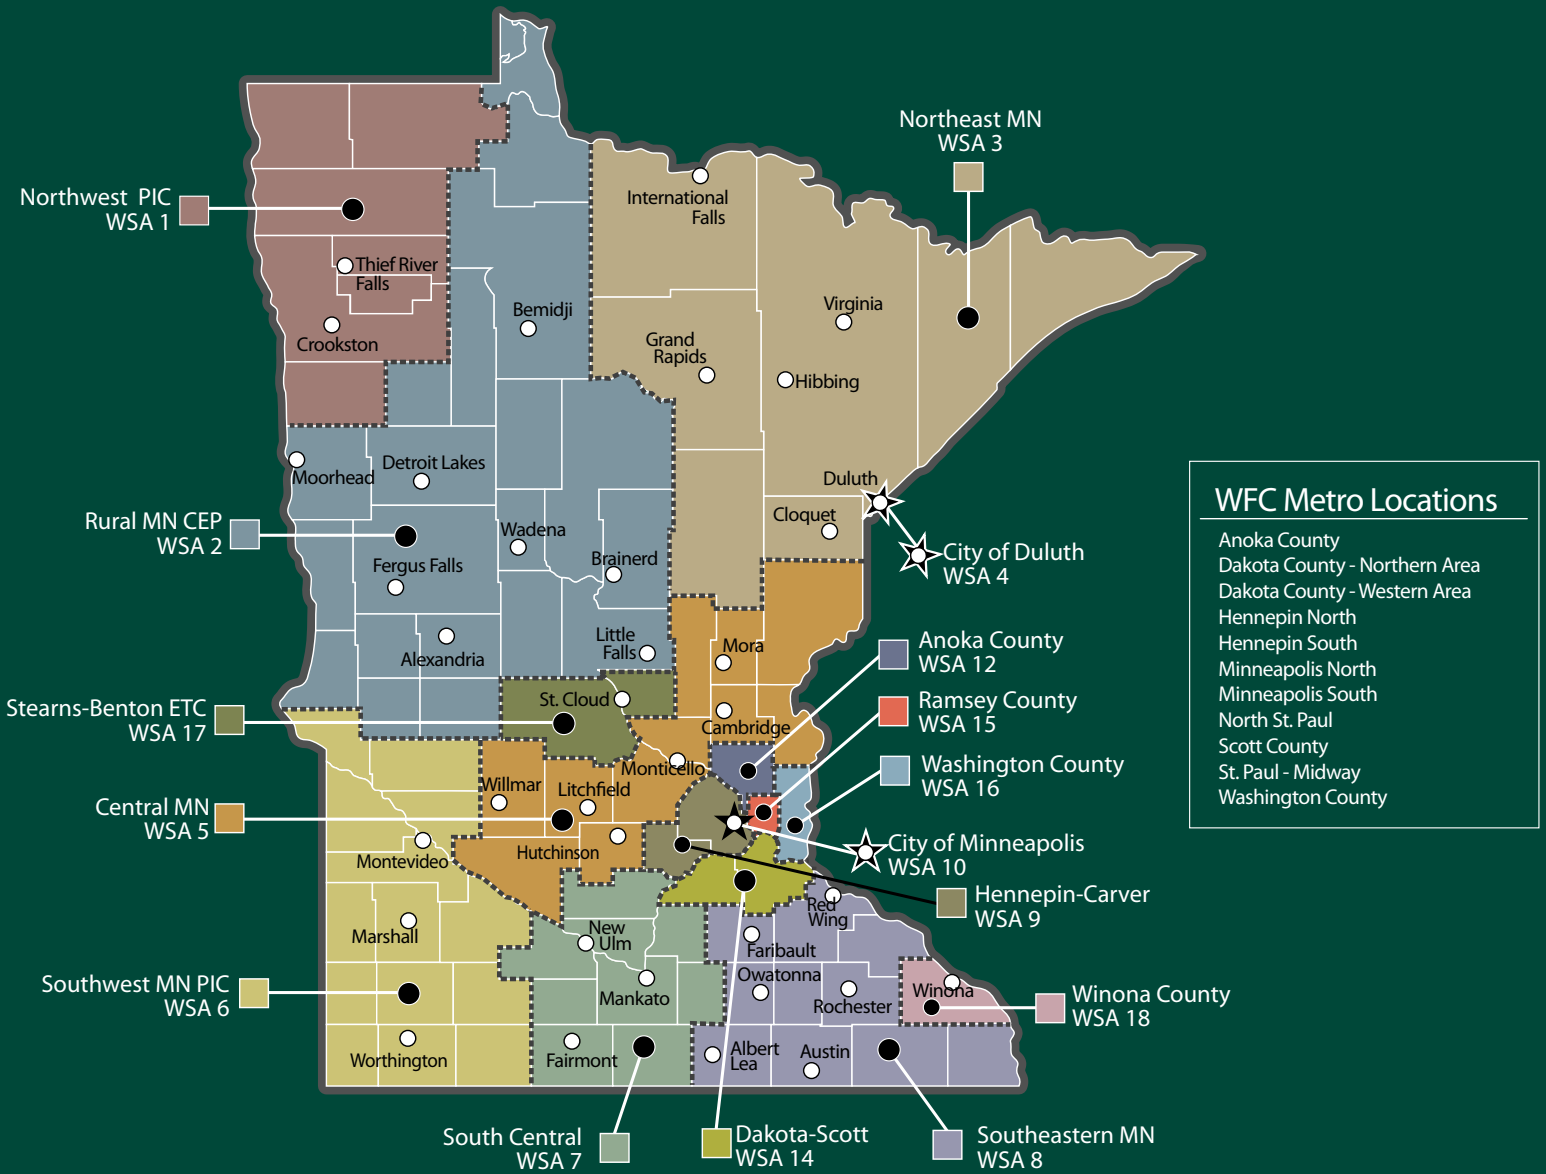 Northeast MN
WSA 3
Northwest PIC
WSA 1
International
Falls
Thief River
Falls
Crookston
Bemidji
Virginia
Grand
Rapids
Hibbing
Moorhead
Detroit Lakes
Duluth
Cloquet
City of Duluth
WSA 4
Rural MN CEP
WSA 2
Wadena
Fergus Falls
Brainerd
Little
Falls
Alexandria
Mora
Anoka County
WSA 12
Stearns-Benton ETC
WSA 17
St. Cloud
Cambridge
Ramsey County
WSA 15
Monticello
Washington County
WSA 16
Willmar
Litchfield
Central MN
WSA 5
Hutchinson
City of Minneapolis
WSA 10
Montevideo
Hennepin-Carver
WSA 9
Red
Wing
Marshall
New
Ulm
Faribault
Owatonna
Southwest MN PIC
WSA 6
Mankato
Rochester
Winona
Winona County
WSA 18
Worthington
Fairmont
Albert
Lea
Austin
South Central
WSA 7
Dakota-Scott
WSA 14
Southeastern MN
WSA 8
WFC Metro Locations
Anoka County
Dakota County - Northern Area
Dakota County - Western Area
Hennepin North
Hennepin South
Minneapolis North
Minneapolis South
North St. Paul
Scott County
St. Paul - Midway
Washington County